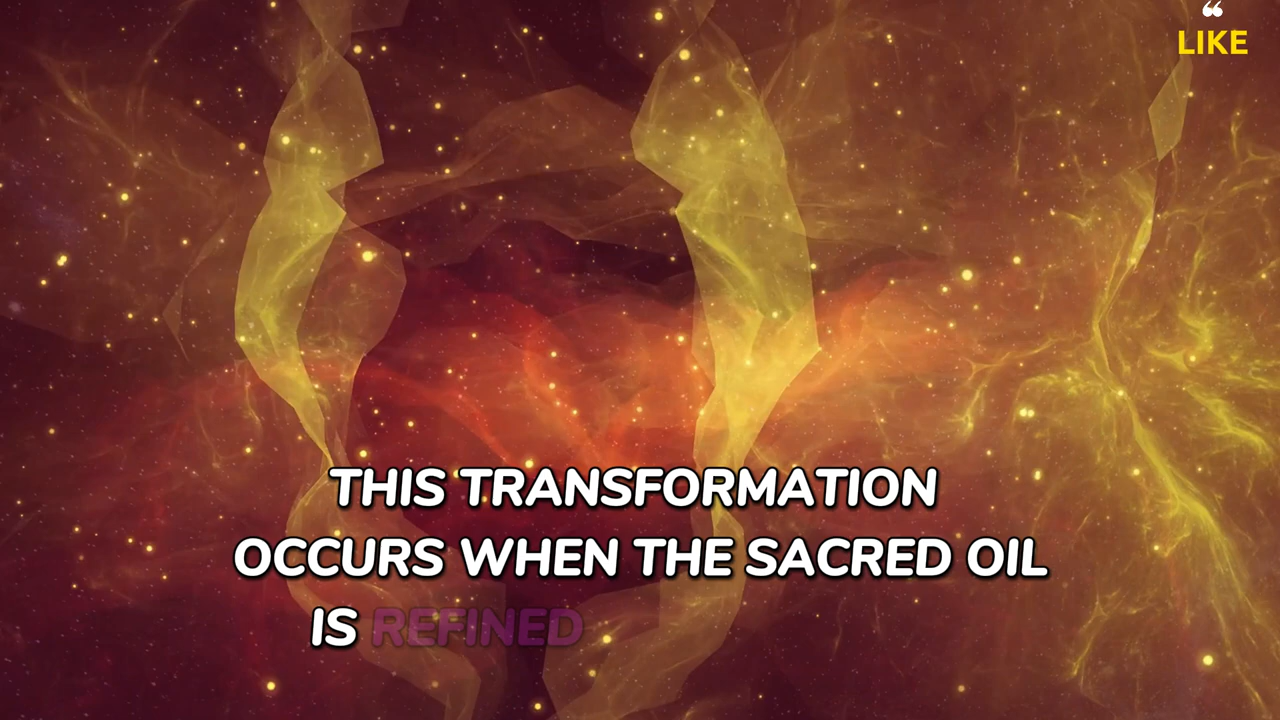 ❝
LIKE
THIS TRANSFORMATION
OCCURS WHEN THE SACRED OIL
IS REFINED